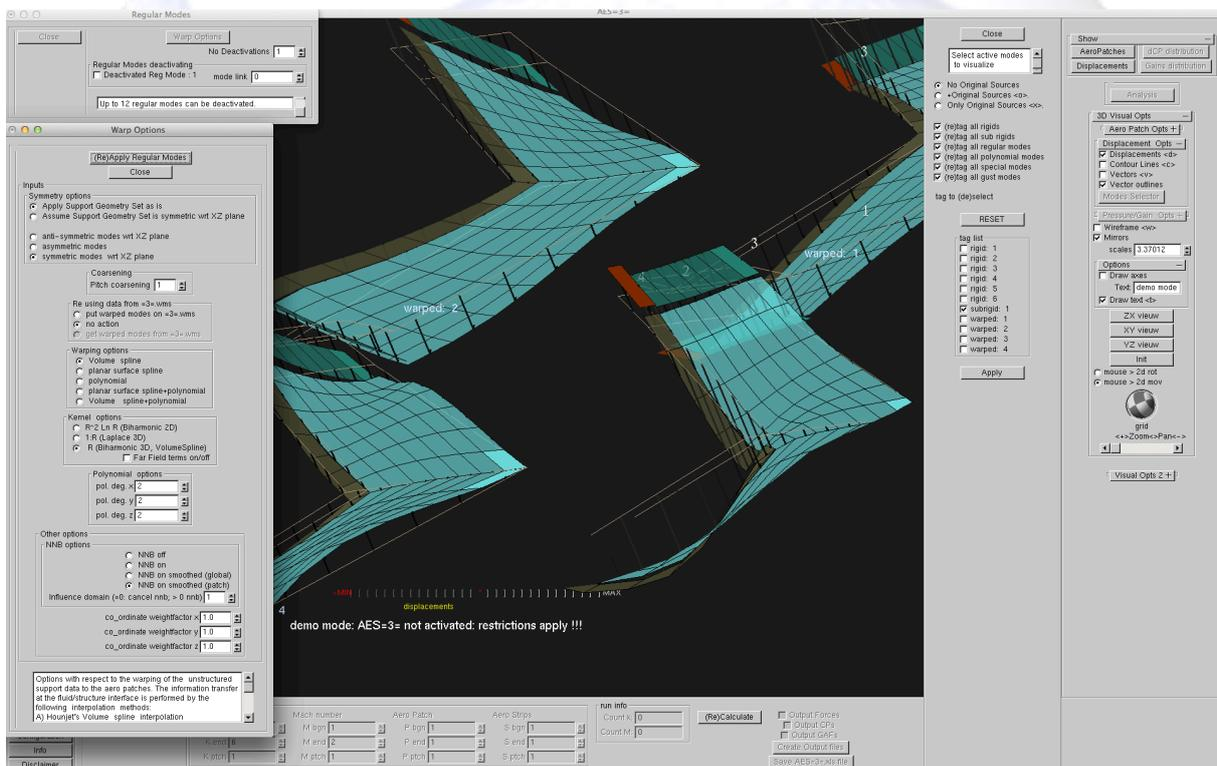 AES=3=
Regular Modes
Close
Warp Options
No Deactivations 1
Regular Modes deactivating
Deactivated Reg Mode : 1 mode link 0
Up to 12 regular modes can be deactivated.
Warp Options
(Re)Apply Regular Modes
Close
Inputs
Symmetry options
Apply Support Geometry Set as is
Assume Support Geometry Set is symmetric wrt XZ plane
anti-symmetric modes wrt XZ plane
asymmetric modes
symmetric modes wrt XZ plane
Coarsening
Pitch coarsening 1
Re using data from =3=.wms
put warped modes on =3=.wms
no action
get warped modes from =3=.wms
Warping options
Volume spline
planar surface spline
polynomial
planar surface spline+polynomial
Volume spline+polynomial
Kernel options
R^2 Ln R (Biharmonic 2D)
1:R (Laplace 3D)
R (Biharmonic 3D, VolumeSpline)
Far Field terms on/off
Polynomial options
pol. deg. x 2
pol. deg. y 2
pol. deg. z 2
Other options
NNB options
NNB off
NNB on
NNB on smoothed (global)
NNB on smoothed (patch)
Influence domain (=0: cancel nnb; > 0 nnb) 1
co_ordinate weightfactor x 1.0
co_ordinate weightfactor y 1.0
co_ordinate weightfactor z 1.0
Options with respect to the warping of the unstructured
support data to the aero patches. The information transfer
at the fluid/structure interface is performed by the
following interpolation methods:
A) Hounjet's Volume spline interpolation
Info
Disclaimer
3
1
3
4
warped: 1
warped: 2
4
MIN
MAX
displacements
demo mode: AES=3= not activated: restrictions apply !!!
K end 6
K ptch 1
Mach number
M bgn 1
M end 2
M ptch 1
Aero Patch
P bgn 1
P end 1
P ptch 1
Aero Strips
S bgn 1
S end 1
S ptch 1
run info
Count k: 0
Count M: 0
(Re)Calculate
Output Forces
Output CPs
Output GAFs
Create Output files
Save AES=3=.xls file
Close
Select active modes
to visualize
No Original Sources
+Original Sources <o>.
Only Original Sources <x>.
(re)tag all rigids
(re)tag all sub rigids
(re)tag all regular modes
(re)tag all polynomial modes
(re)tag all special modes
(re)tag all gust modes
tag to (de)select
RESET
tag list
rigid: 1
rigid: 2
rigid: 3
rigid: 4
rigid: 5
rigid: 6
subrigid: 1
warped: 1
warped: 2
warped: 3
warped: 4
Apply
Show
AeroPatches
dCP distribution
Displacements
Gains distribution
Analysis
3D Visual Opts
Aero Patch Opts +
Displacement Opts
Displacements <d>
Contour Lines <c>
Vectors <v>
Vector outlines
Modes Selector
Pressure/Gain Opts +
Wireframe <w>
Mirrors
scales 3.37012
Options
Draw axes
Text: demo mode
Draw text <t>
ZX vieuw
XY vieuw
YZ vieuw
Init
mouse > 2d rot
mouse > 2d mov
grid
<+>Zoom<>Pan<->
Visual Opts 2 +